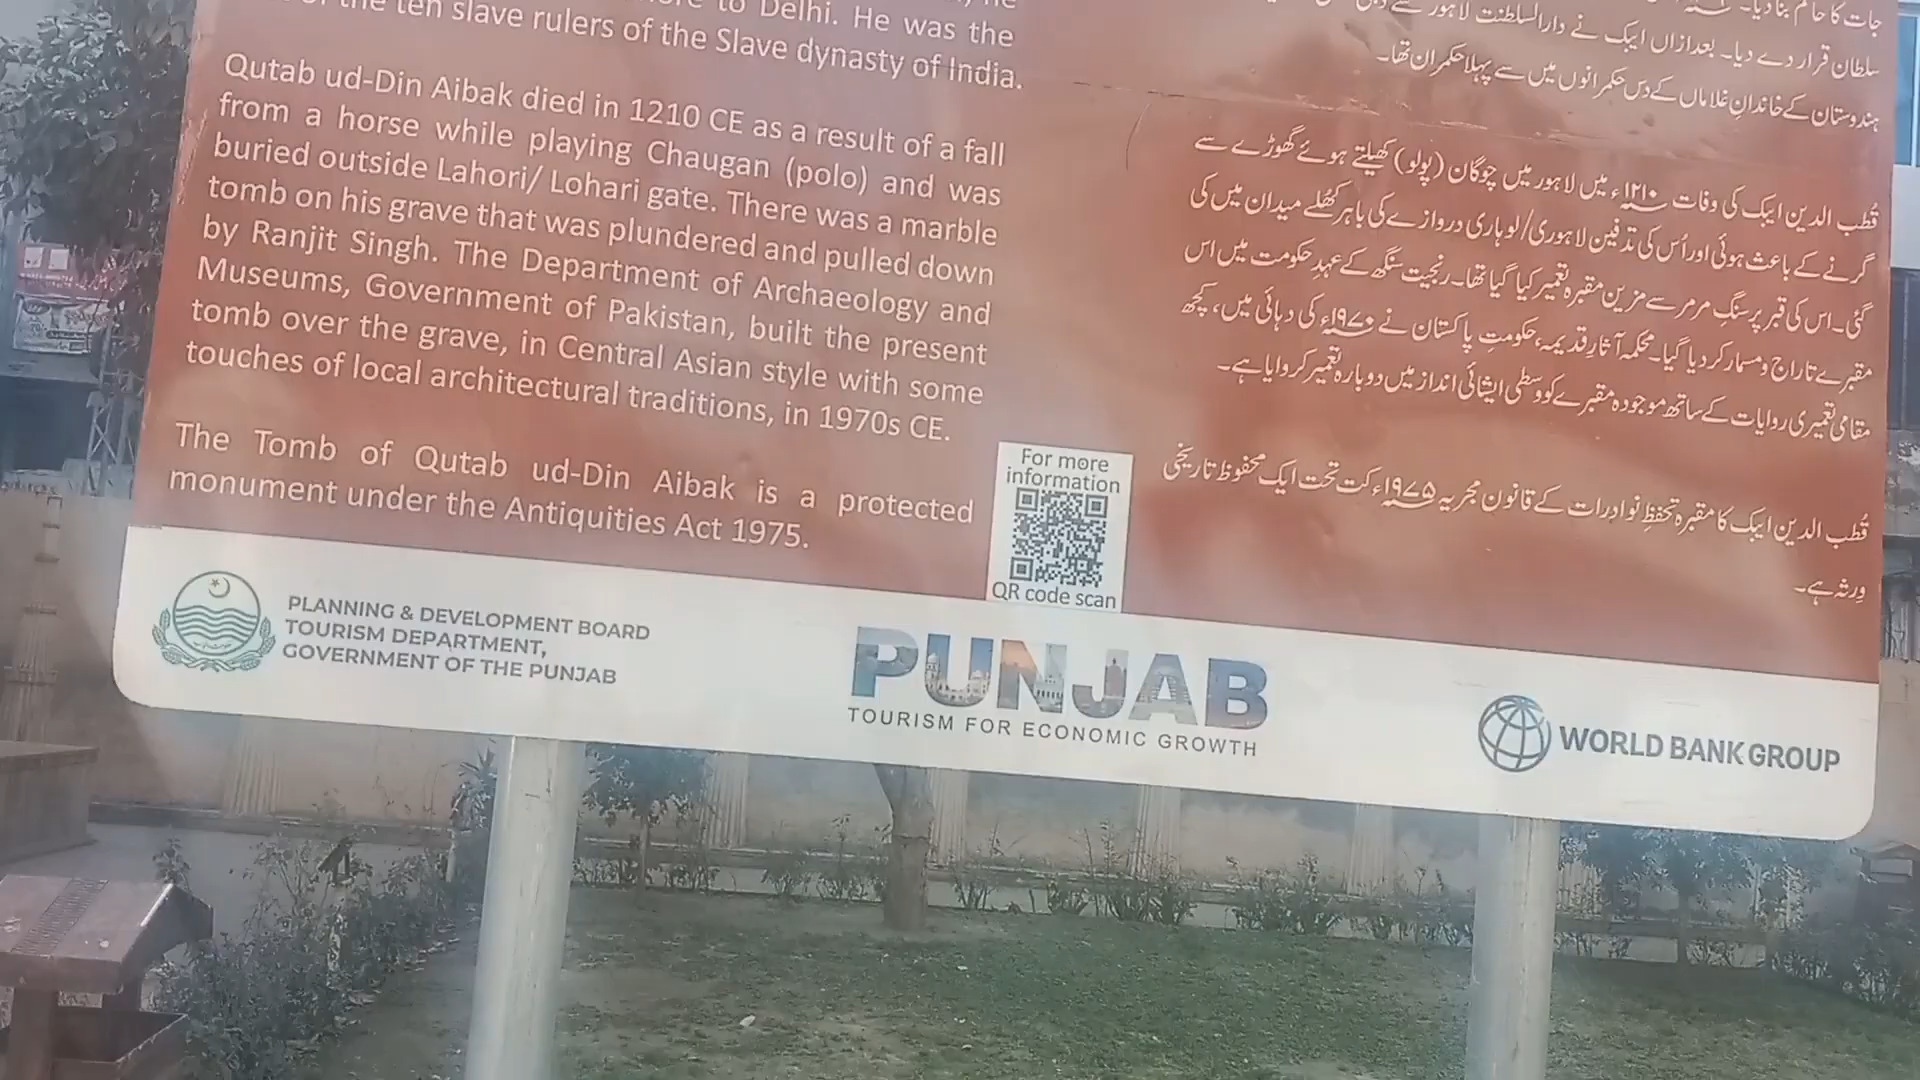 to Delhi. He was the
the ten slave rulers of the Slave dynasty of India.
Qutab ud-Din Aibak died in 1210 CE as a result of a fall
from a horse while playing Chaugan (polo) and was
buried outside Lahori/ Lohari gate. There was a marble
tomb on his grave that was plundered and pulled down
by Ranjit Singh. The Department of Archaeology and
Museums, Government of Pakistan, built the present
tomb over the grave, in Central Asian style with some
touches of local architectural traditions, in 1970s CE.
The Tomb of Qutab ud-Din Aibak is a protected
monument under the Antiquities Act 1975.
For more
information
QR code scan
جات کا حاکم بنا دیا۔
سلطان قرار دے دیا۔ بعد ازاں ایبک نے دارالسلطنت لاہور سے
ہندوستان کے خاندانِ غلاماں کے دس حکمرانوں میں سے پہلا حکمران تھا۔
قُطب الدین ایبک کی وفات ۱۲۱۰ء میں لاہور میں چوگان (پولو) کھیلتے ہوئے گھوڑے سے
گرنے کے باعث ہوئی اور اُس کی تدفین لاہوری/لوہاری دروازے کی باہر کھُلے میدان میں کی
گئی۔ اس کی قبر پر سنگِ مرمر سے مزین مقبرہ تعمیر کیا گیا تھا۔ رنجیت سنگھ کے عہدِ حکومت میں اس
مقبرے تاراج و مسمار کر دیا گیا۔ محکمہ آثارِ قدیمہ، حکومتِ پاکستان نے ۱۹۷۰ء کی دہائی میں، کچھ
مقامی تعمیری روایات کے ساتھ موجودہ مقبرے کو وسطی ایشائی انداز میں دوبارہ تعمیر کروایا ہے۔
قُطب الدین ایبک کا مقبرہ تحفظِ نوادرات کے قانون مجریہ ۱۹۷۵ء کت تحت ایک محفوظ تاریخی
وِرثہ ہے۔
PLANNING & DEVELOPMENT BOARD
TOURISM DEPARTMENT,
GOVERNMENT OF THE PUNJAB
PUNJAB
TOURISM FOR ECONOMIC GROWTH
WORLD BANK GROUP